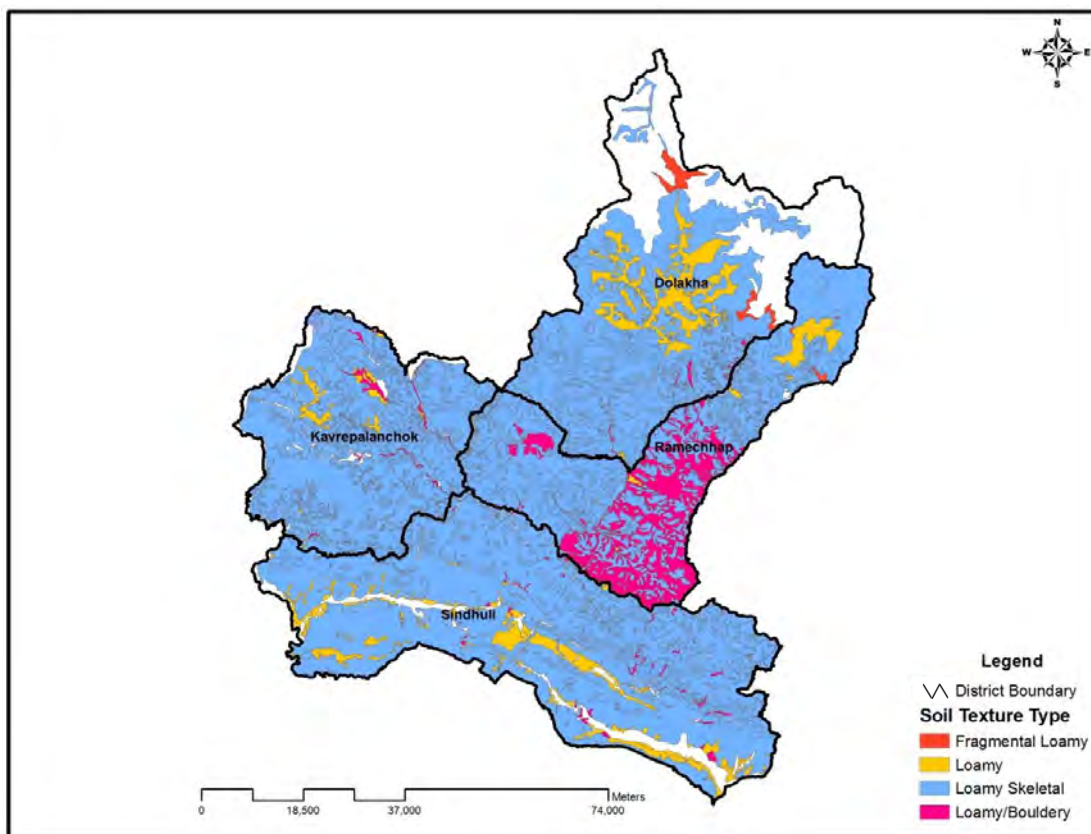 N
W E
S
Dolakha
Kavrepalanchok
Ramechhap
Sindhuli
Legend
District Boundary
Soil Texture Type
Fragmental Loamy
Loamy
Loamy Skeletal
Loamy/Bouldery
Meters
0 18,500 37,000 74,000